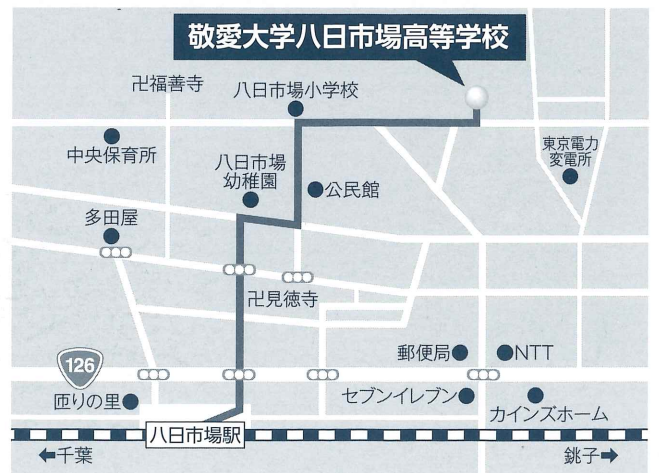 敬愛大学八日市場高等学校
卍福善寺
八日市場小学校
中央保育所
八日市場
幼稚園
公民館
東京電力
変電所
多田屋
卍見徳寺
126
郵便局
NTT
匝りの里
セブンイレブン
カインズホーム
八日市場駅
←千葉
銚子→